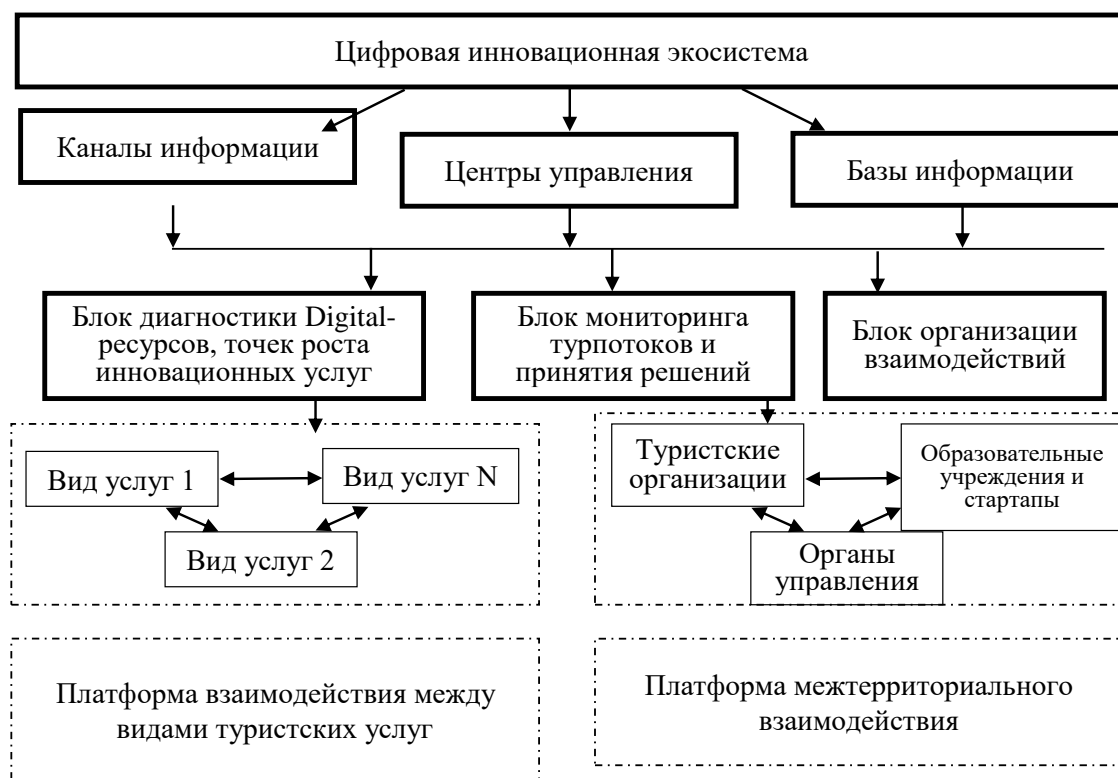 Цифровая инновационная экосистема
Каналы информации
Центры управления
Базы информации
Блок диагностики Digital-
ресурсов, точек роста
инновационных услуг
Блок мониторинга
турпотоков и
принятия решений
Блок организации
взаимодействий
Вид услуг 1
Вид услуг N
Вид услуг 2
Туристские
организации
Образовательные
учреждения и
стартапы
Органы
управления
Платформа взаимодействия между
видами туристских услуг
Платформа межтерриториального
взаимодействия